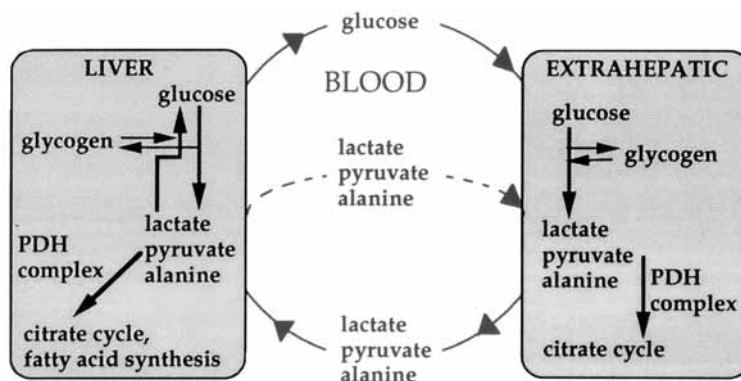 glucose
LIVER
BLOOD
EXTRAHEPATIC
glucose
glycogen
lactate
pyruvate
alanine
PDH
complex
citrate cycle,
fatty acid synthesis
lactate
pyruvate
alanine
lactate
pyruvate
alanine
glucose
glycogen
lactate
pyruvate
alanine
PDH
complex
citrate cycle